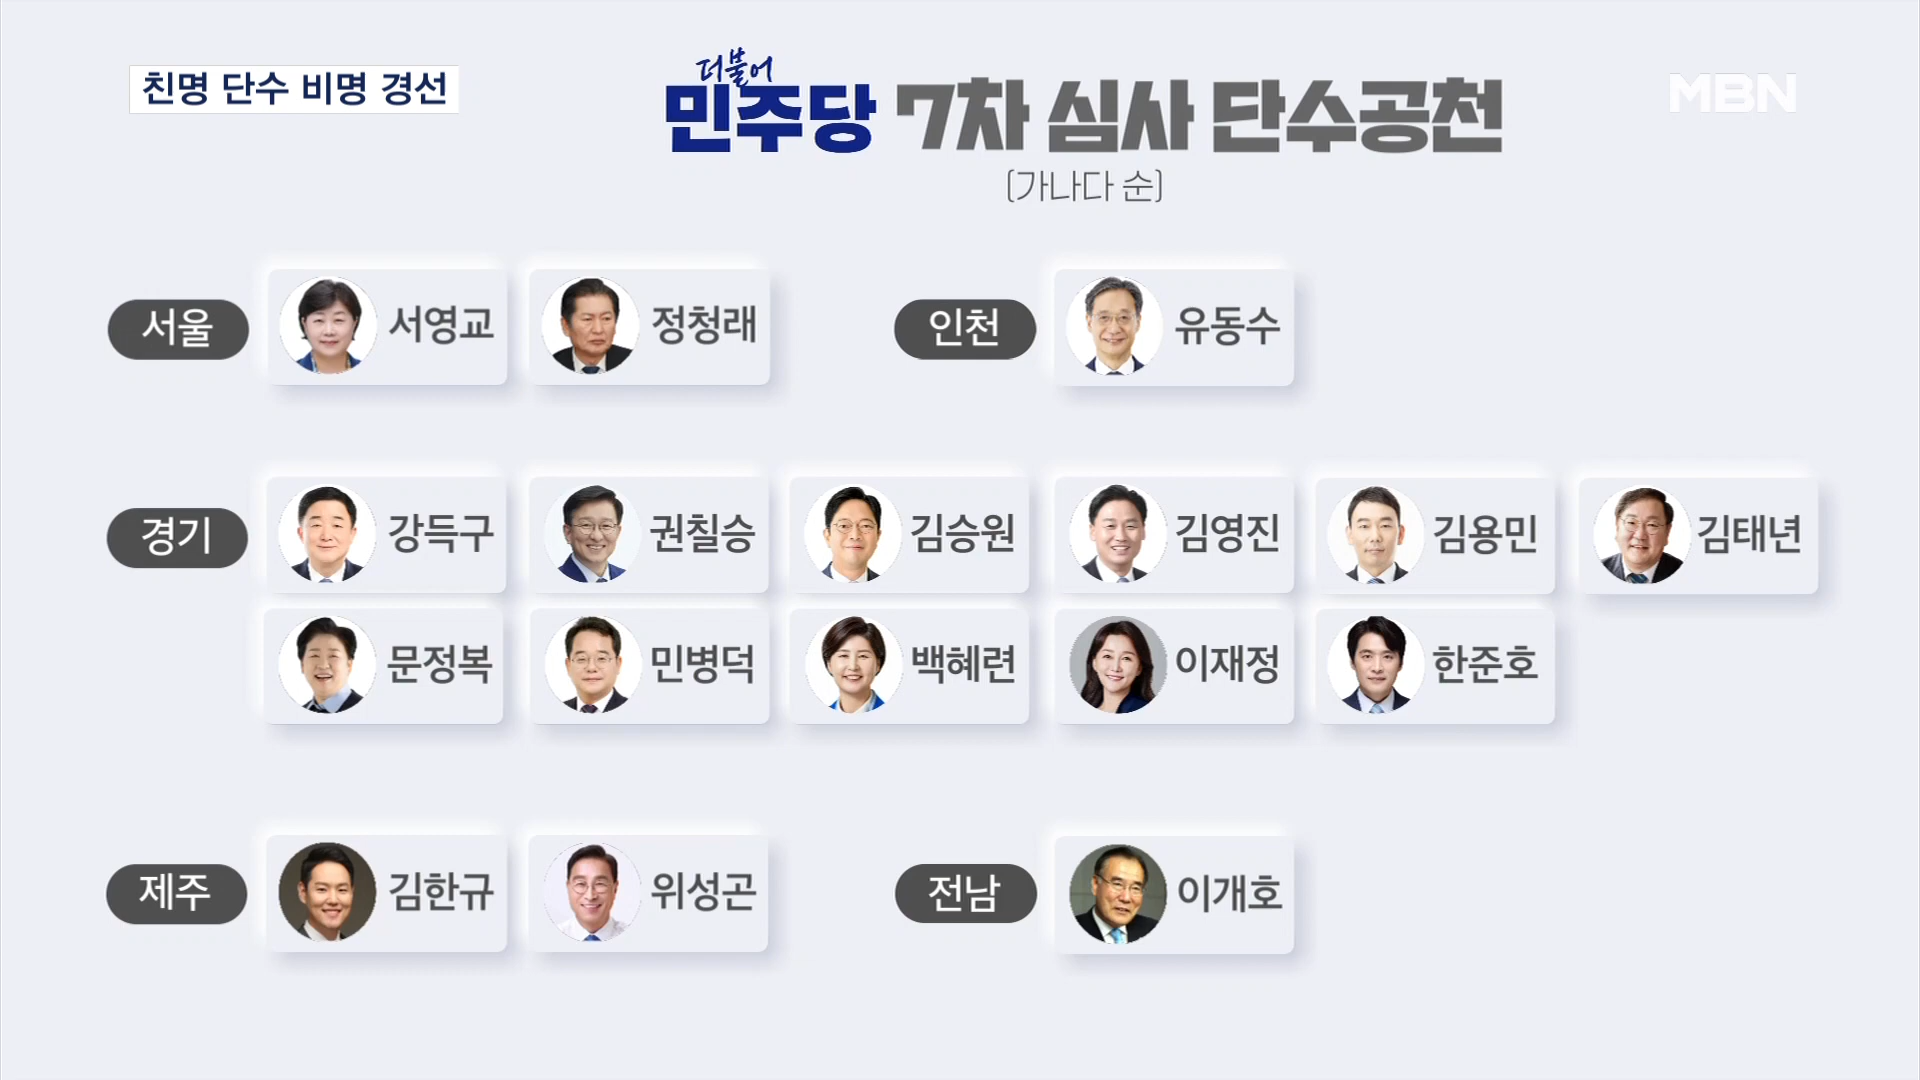 친명 단수 비명 경선
더불어
민주당 7차 심사 단수공천
MBN
(가나다 순)
서울 서영교 정청래
인천 유동수
경기 강득구 권칠승 김승원 김영진 김용민 김태년
문정복 민병덕 백혜련 이재정 한준호
제주 김한규 위성곤
전남 이개호